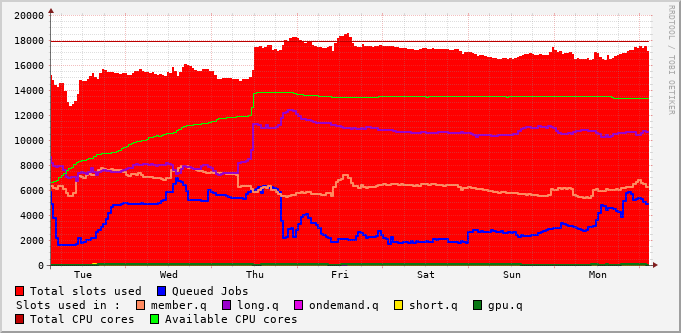 20000
18000
16000
14000
12000
10000
8000
6000
4000
2000
0
Tue Wed Thu Fri Sat Sun Mon
Total slots used Queued Jobs
Slots used in : member.q long.q ondemand.q short.q gpu.q
Total CPU cores Available CPU cores
RRDTOOL / TOBI OETIKER